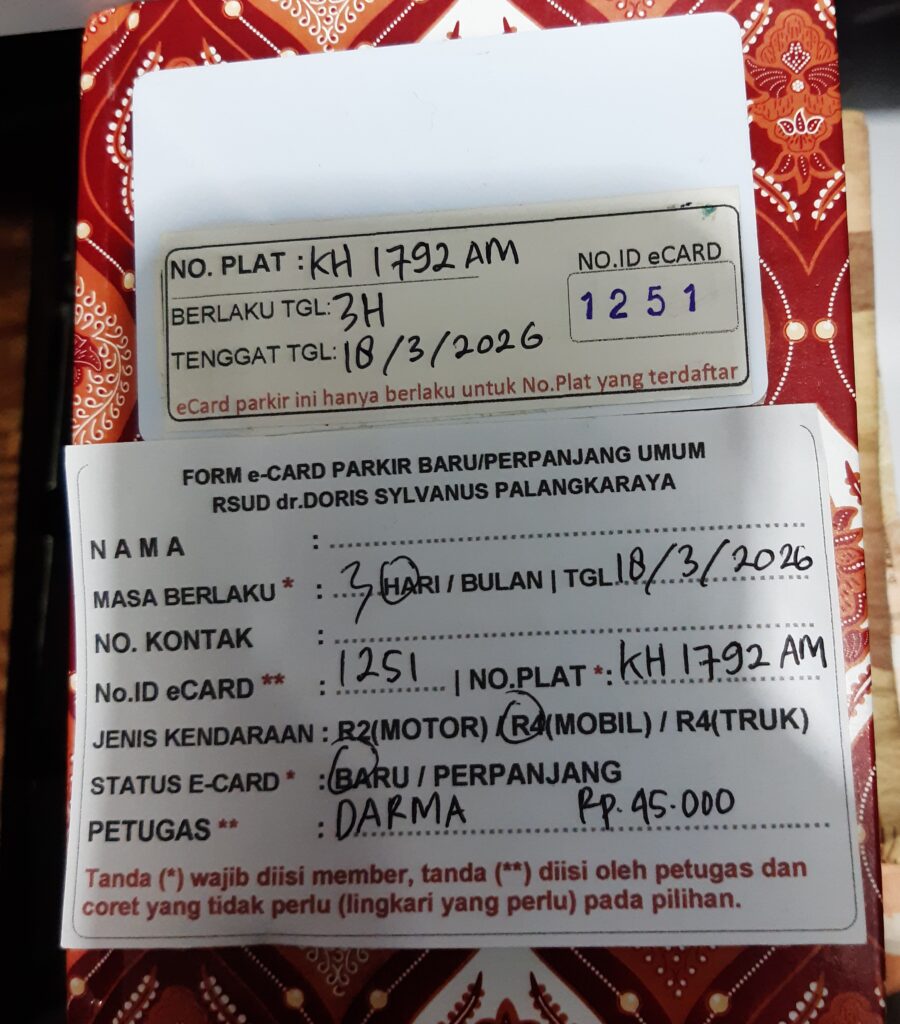 NO. PLAT : KH 1792 AM
NO.ID eCARD
1251
BERLAKU TGL: 3H
TENGGAT TGL: 18/3/2026
eCard parkir ini hanya berlaku untuk No.Plat yang terdaftar
FORM e-CARD PARKIR BARU/PERPANJANG UMUM
RSUD dr.DORIS SYLVANUS PALANGKARAYA
NAMA :
MASA BERLAKU * : 3 HARI / BULAN | TGL 18/3/2026
NO. KONTAK :
No.ID eCARD ** : 1251 | NO.PLAT *: KH 1792 AM
JENIS KENDARAAN : R2(MOTOR) / R4(MOBIL) / R4(TRUK)
STATUS E-CARD * : BARU / PERPANJANG
PETUGAS ** : DARMA Rp. 45.000
Tanda (*) wajib diisi member, tanda (**) diisi oleh petugas dan
coret yang tidak perlu (lingkari yang perlu) pada pilihan.